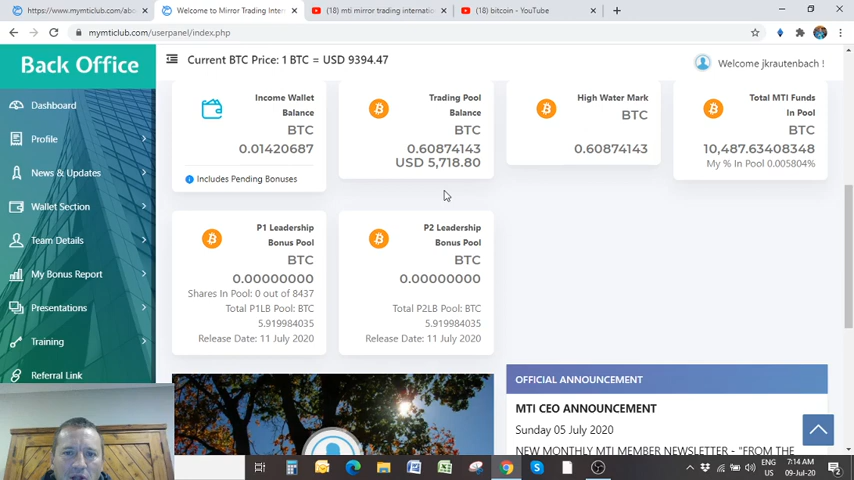 https://www.mymticlub.com/abo
Welcome to Mirror Trading Intern
(18) mti mirror trading internatio
(18) bitcoin - YouTube
mymticlub.com/userpanel/index.php
Back Office
Current BTC Price: 1 BTC = USD 9394.47
Welcome jkrautenbach !
Dashboard
Profile
News & Updates
Wallet Section
Team Details
My Bonus Report
Presentations
Training
Referral Link
Income Wallet
Balance
BTC
0.01420687
Includes Pending Bonuses
Trading Pool
Balance
BTC
0.60874143
USD 5,718.80
High Water Mark
BTC
0.60874143
Total MTI Funds
In Pool
BTC
10,487.63408348
My % In Pool 0.005804%
P1 Leadership
Bonus Pool
BTC
0.00000000
Shares In Pool: 0 out of 8437
Total P1LB Pool: BTC
5.919984035
Release Date: 11 July 2020
P2 Leadership
Bonus Pool
BTC
0.00000000
Total P2LB Pool: BTC
5.919984035
Release Date: 11 July 2020
OFFICIAL ANNOUNCEMENT
MTI CEO ANNOUNCEMENT
Sunday 05 July 2020
NEW MONTHLY MTI MEMBER NEWSLETTER - "FROM THE
ENG
US
7:14 AM
09-Jul-20
2